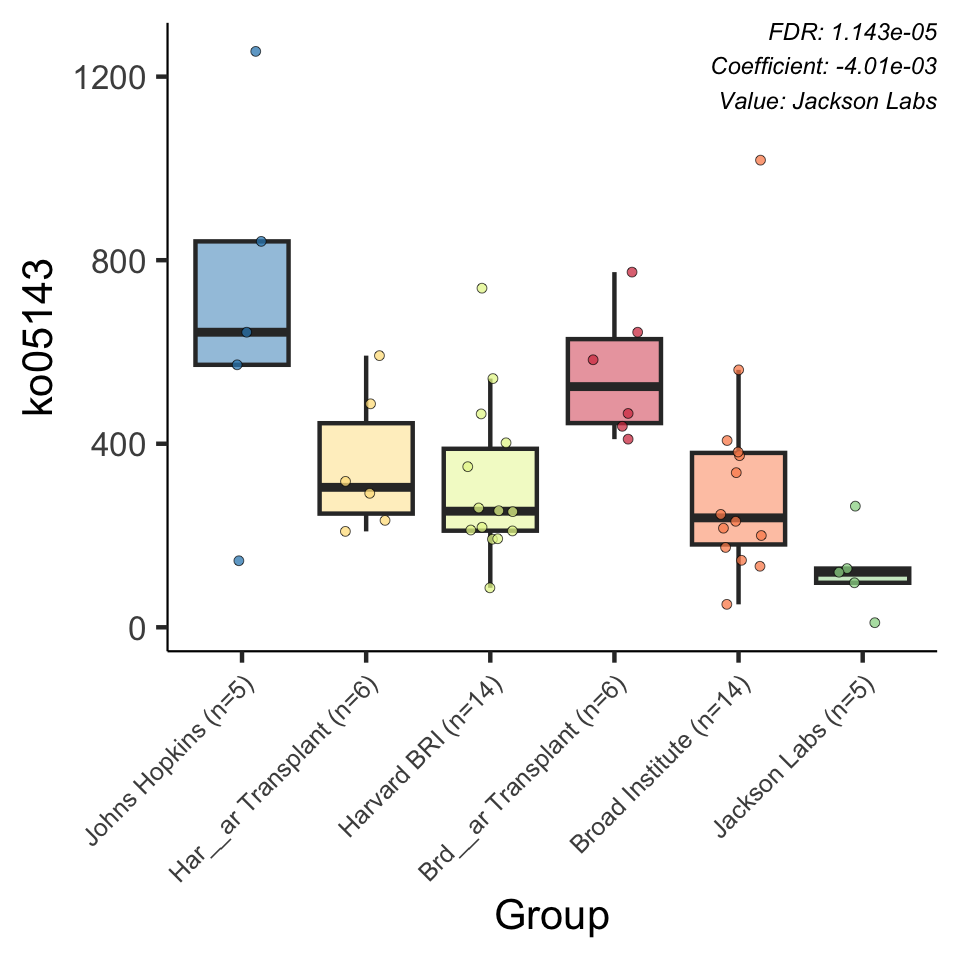 FDR: 1.143e-05
Coefficient: -4.01e-03
Value: Jackson Labs
1200
800
400
0
ko05143
Johns Hopkins (n=5)
Har__ar Transplant (n=6)
Harvard BRI (n=14)
Brd__ar Transplant (n=6)
Broad Institute (n=14)
Jackson Labs (n=5)
Group